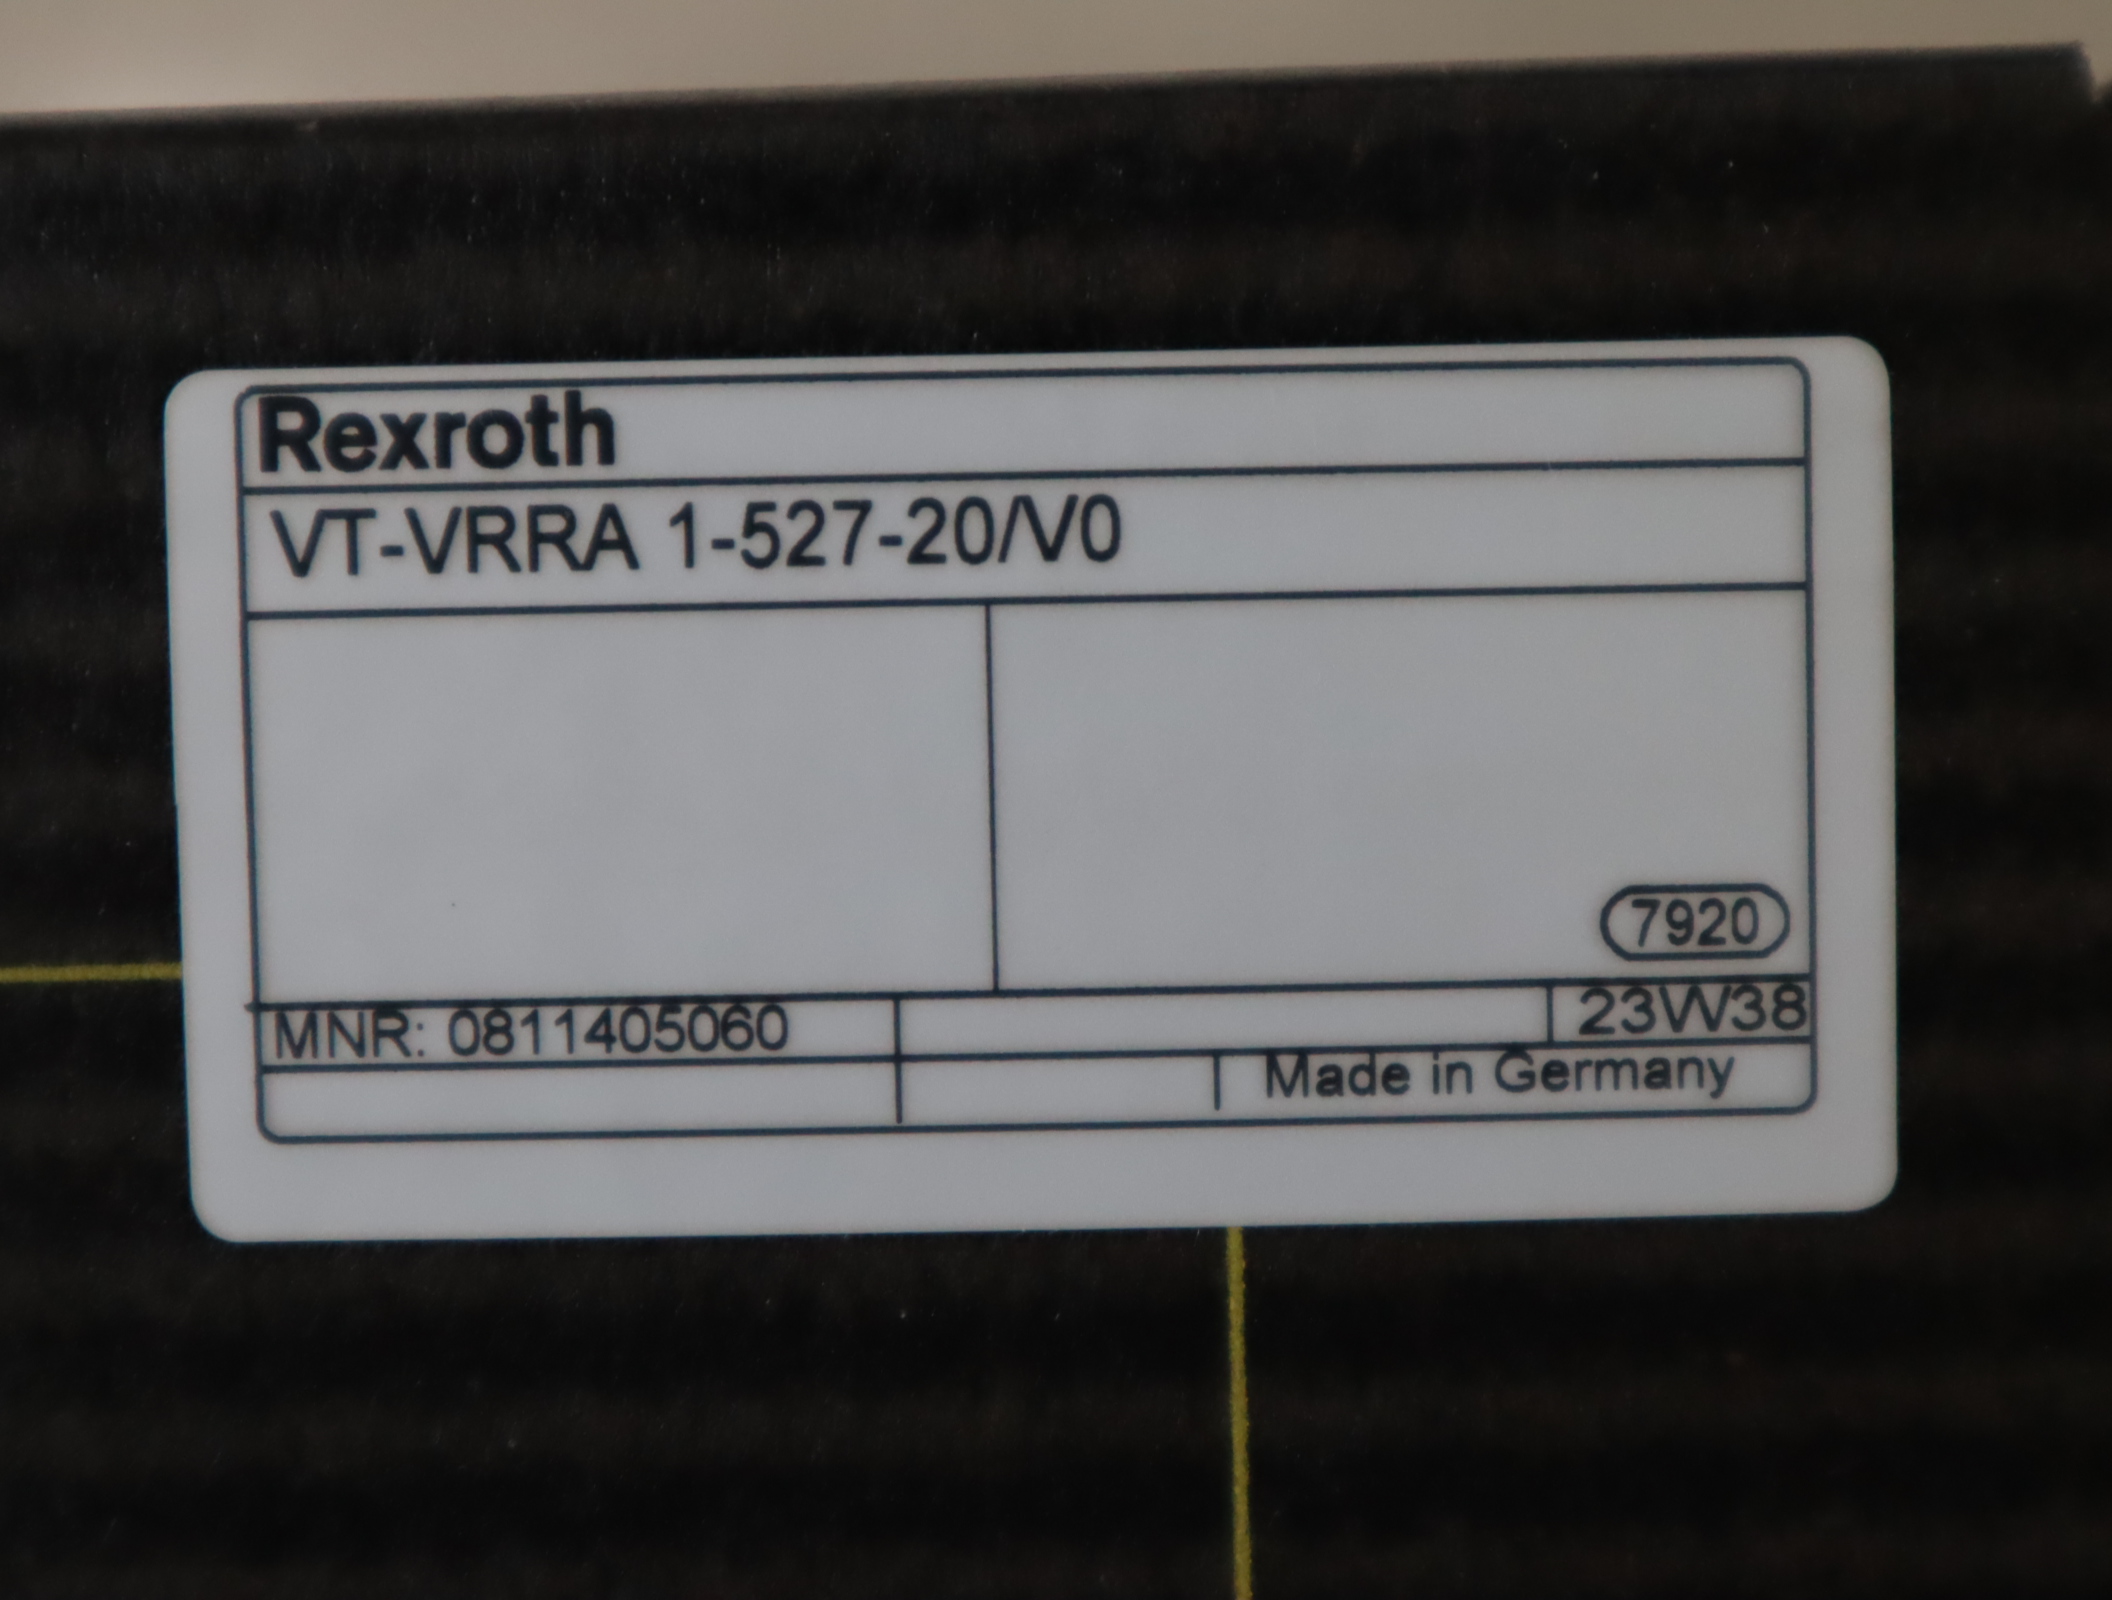 Rexroth
VT-VRRA 1-527-20/V0
7920
MNR: 0811405060
23W38
Made in Germany